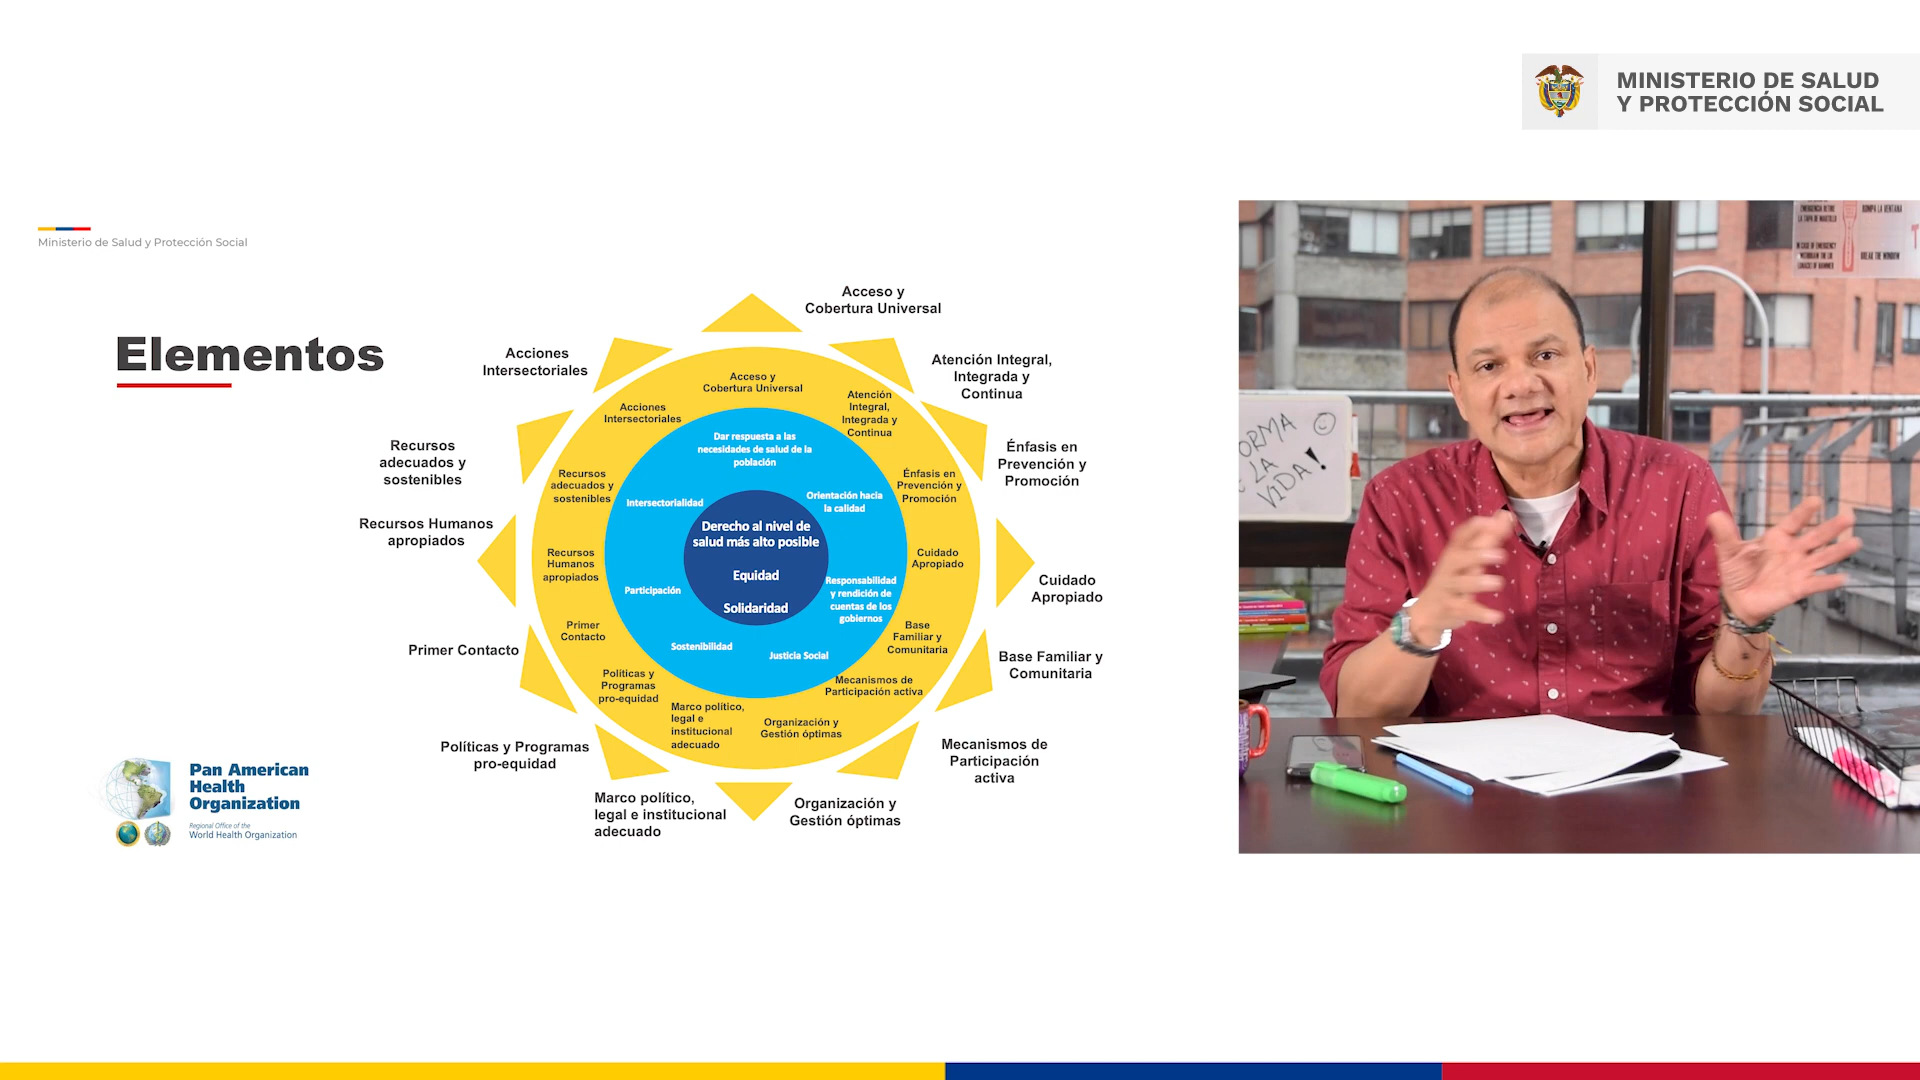 MINISTERIO DE SALUD
Y PROTECCIÓN SOCIAL
Ministerio de Salud y Protección Social
Elementos
Acceso y
Cobertura Universal
Atención Integral,
Integrada y
Continua
Énfasis en
Prevención y
Promoción
Cuidado
Apropiado
Base Familiar y
Comunitaria
Mecanismos de
Participación
activa
Organización y
Gestión óptimas
Marco político,
legal e institucional
adecuado
Políticas y Programas
pro-equidad
Primer Contacto
Recursos Humanos
apropiados
Recursos
adecuados y
sostenibles
Acciones
Intersectoriales
Acceso y
Cobertura Universal
Atención
Integral,
Integrada y
Continua
Énfasis en
Prevención y
Promoción
Cuidado
Apropiado
Base
Familiar y
Comunitaria
Mecanismos de
Participación activa
Organización y
Gestión óptimas
Marco político,
legal e
institucional
adecuado
Políticas y
Programas
pro-equidad
Primer
Contacto
Recursos
Humanos
apropiados
Recursos
adecuados y
sostenibles
Acciones
Intersectoriales
Dar respuesta a las
necesidades de salud de la
población
Orientación hacia
la calidad
Responsabilidad
y rendición de
cuentas de los
gobiernos
Justicia Social
Sostenibilidad
Participación
Intersectorialidad
Derecho al nivel de
salud más alto posible
Equidad
Solidaridad
Pan American
Health
Organization
Regional Office of the
World Health Organization
ORMA
LA
VIDA!
ROMPA LA VENTANA
BREAK THE WINDOW